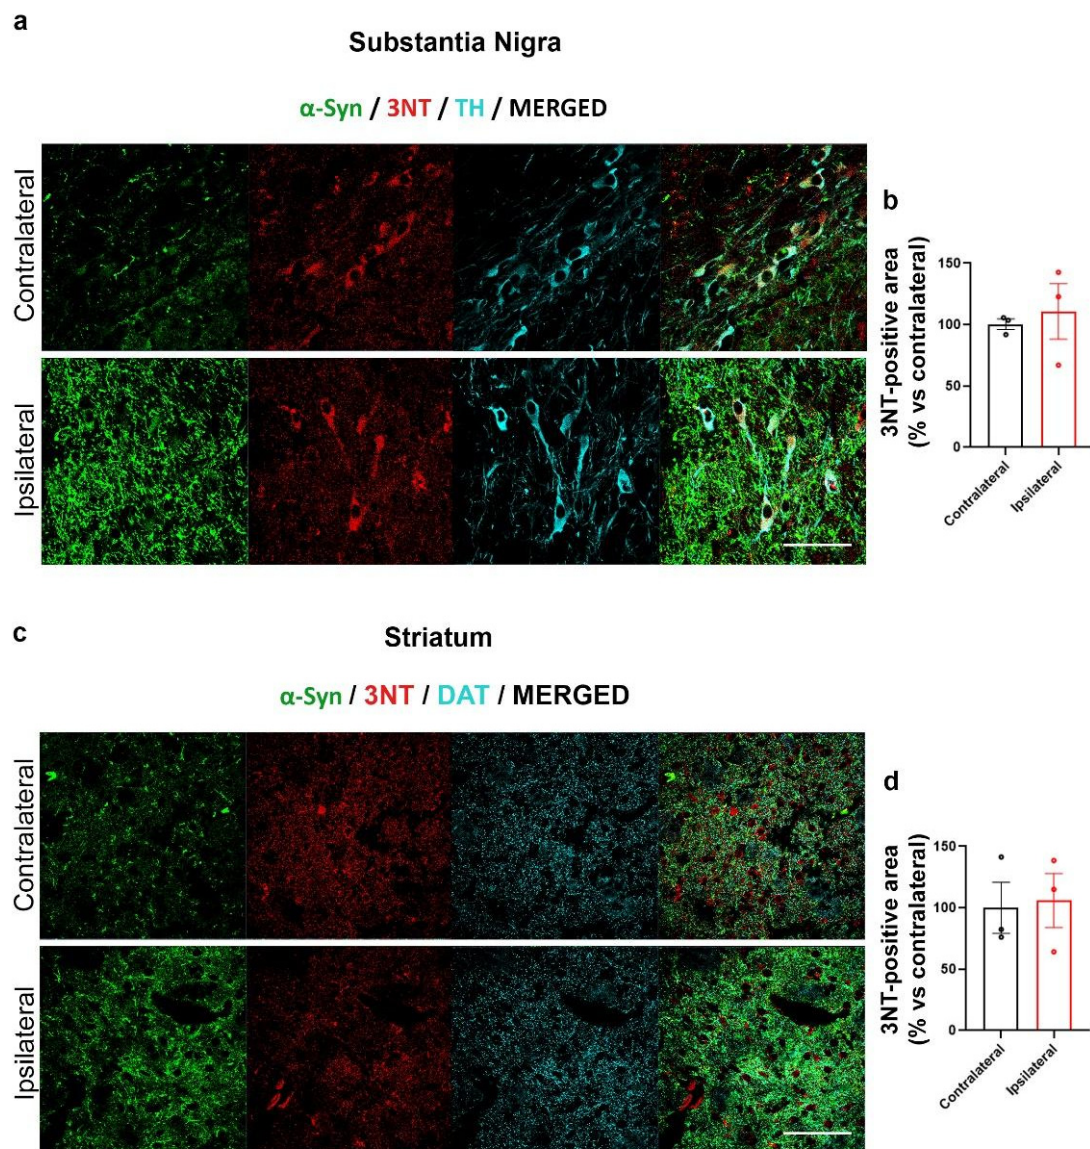 a
Substantia Nigra
α-Syn / 3NT / TH / MERGED
Contralateral
Ipsilateral
b
3NT-positive area
(% vs contralateral)
150
100
50
0
Contralateral
Ipsilateral
c
Striatum
α-Syn / 3NT / DAT / MERGED
Contralateral
Ipsilateral
d
3NT-positive area
(% vs contralateral)
150
100
50
0
Contralateral
Ipsilateral